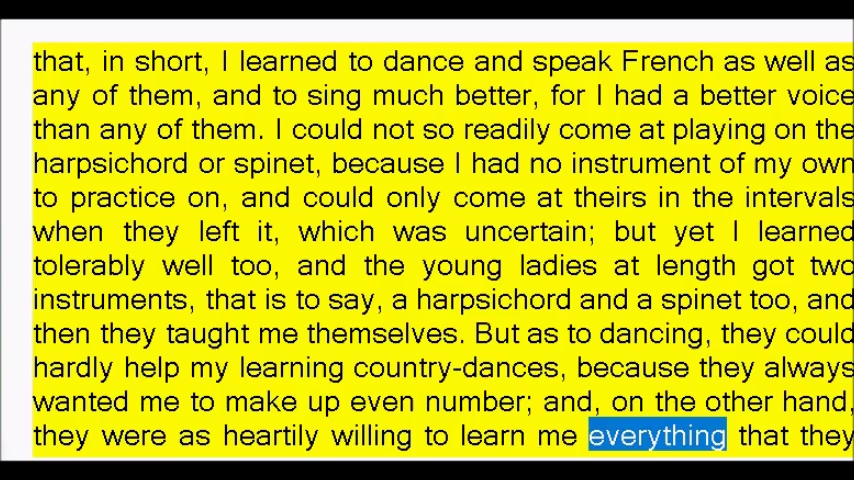 that, in short, I learned to dance and speak French as well as
any of them, and to sing much better, for I had a better voice
than any of them. I could not so readily come at playing on the
harpsichord or spinet, because I had no instrument of my own
to practice on, and could only come at theirs in the intervals
when they left it, which was uncertain; but yet I learned
tolerably well too, and the young ladies at length got two
instruments, that is to say, a harpsichord and a spinet too, and
then they taught me themselves. But as to dancing, they could
hardly help my learning country-dances, because they always
wanted me to make up even number; and, on the other hand,
they were as heartily willing to learn me everything that they